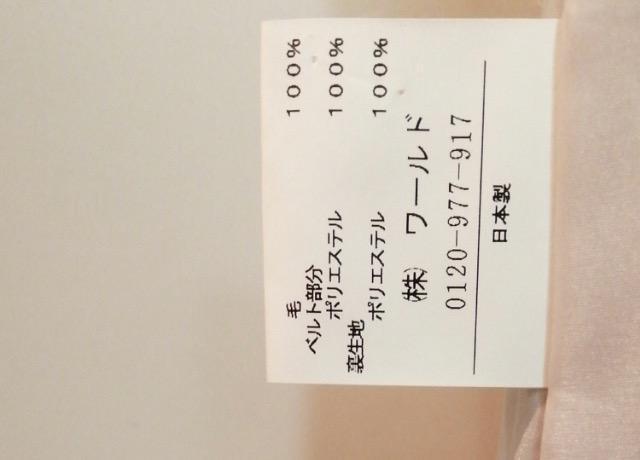 毛 100%
ベルト部分
ポリエステル 100%
裏生地
ポリエステル 100%
㈱ ワールド
0120-977-917
日本製